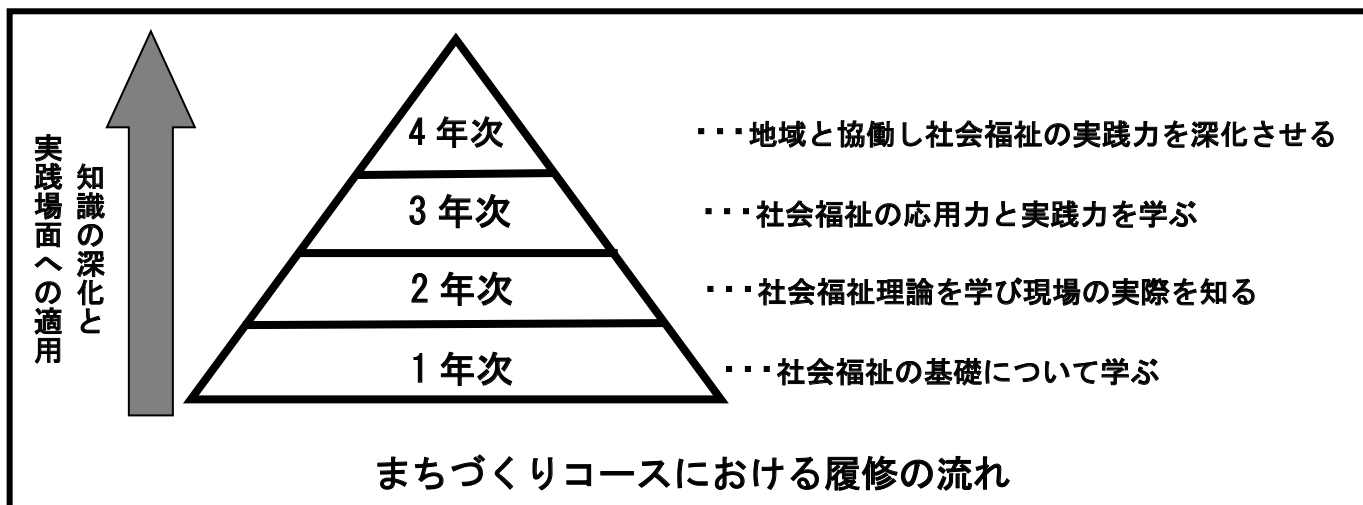 知識の深化と
実践場面への適用
4年次
・・・地域と協働し社会福祉の実践力を深化させる
3年次
・・・社会福祉の応用力と実践力を学ぶ
2年次
・・・社会福祉理論を学び現場の実際を知る
1年次
・・・社会福祉の基礎について学ぶ
まちづくりコースにおける履修の流れ